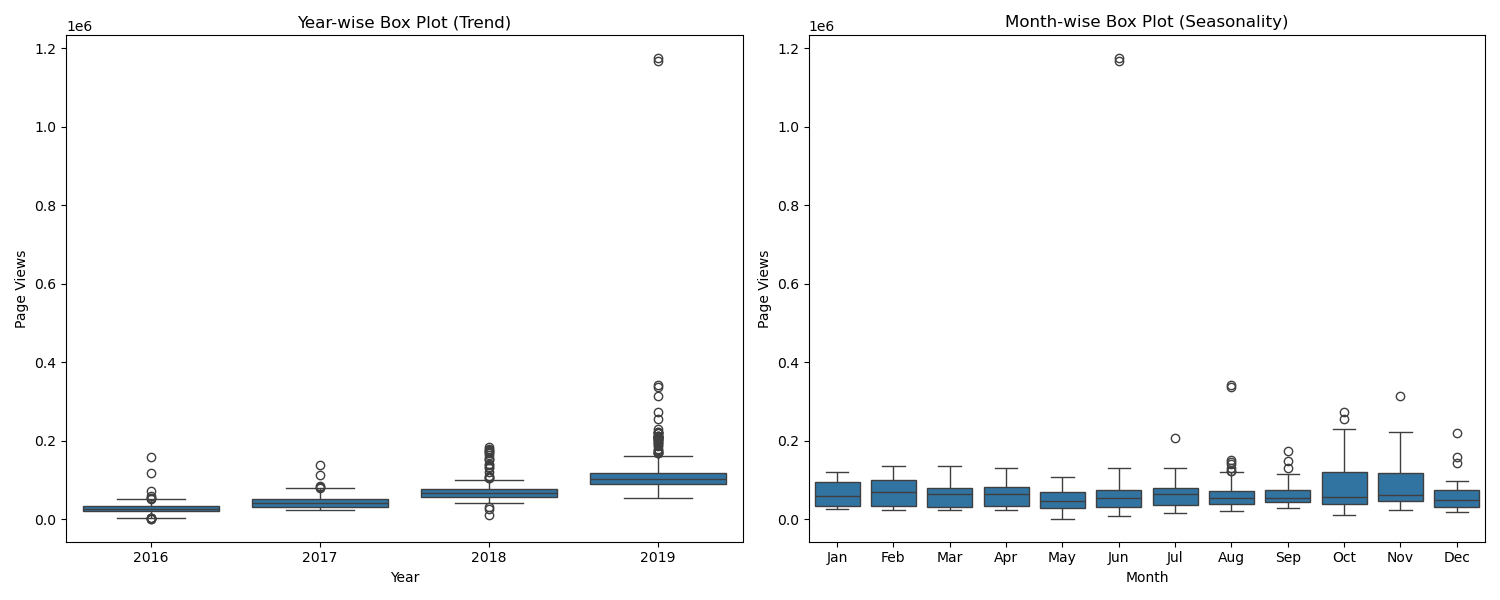 Year-wise Box Plot (Trend)
1e6
1.2
1.0
0.8
0.6
0.4
0.2
0.0
Page Views
2016 2017 2018 2019
Year
Month-wise Box Plot (Seasonality)
1e6
1.2
1.0
0.8
0.6
0.4
0.2
0.0
Page Views
Jan Feb Mar Apr May Jun Jul Aug Sep Oct Nov Dec
Month